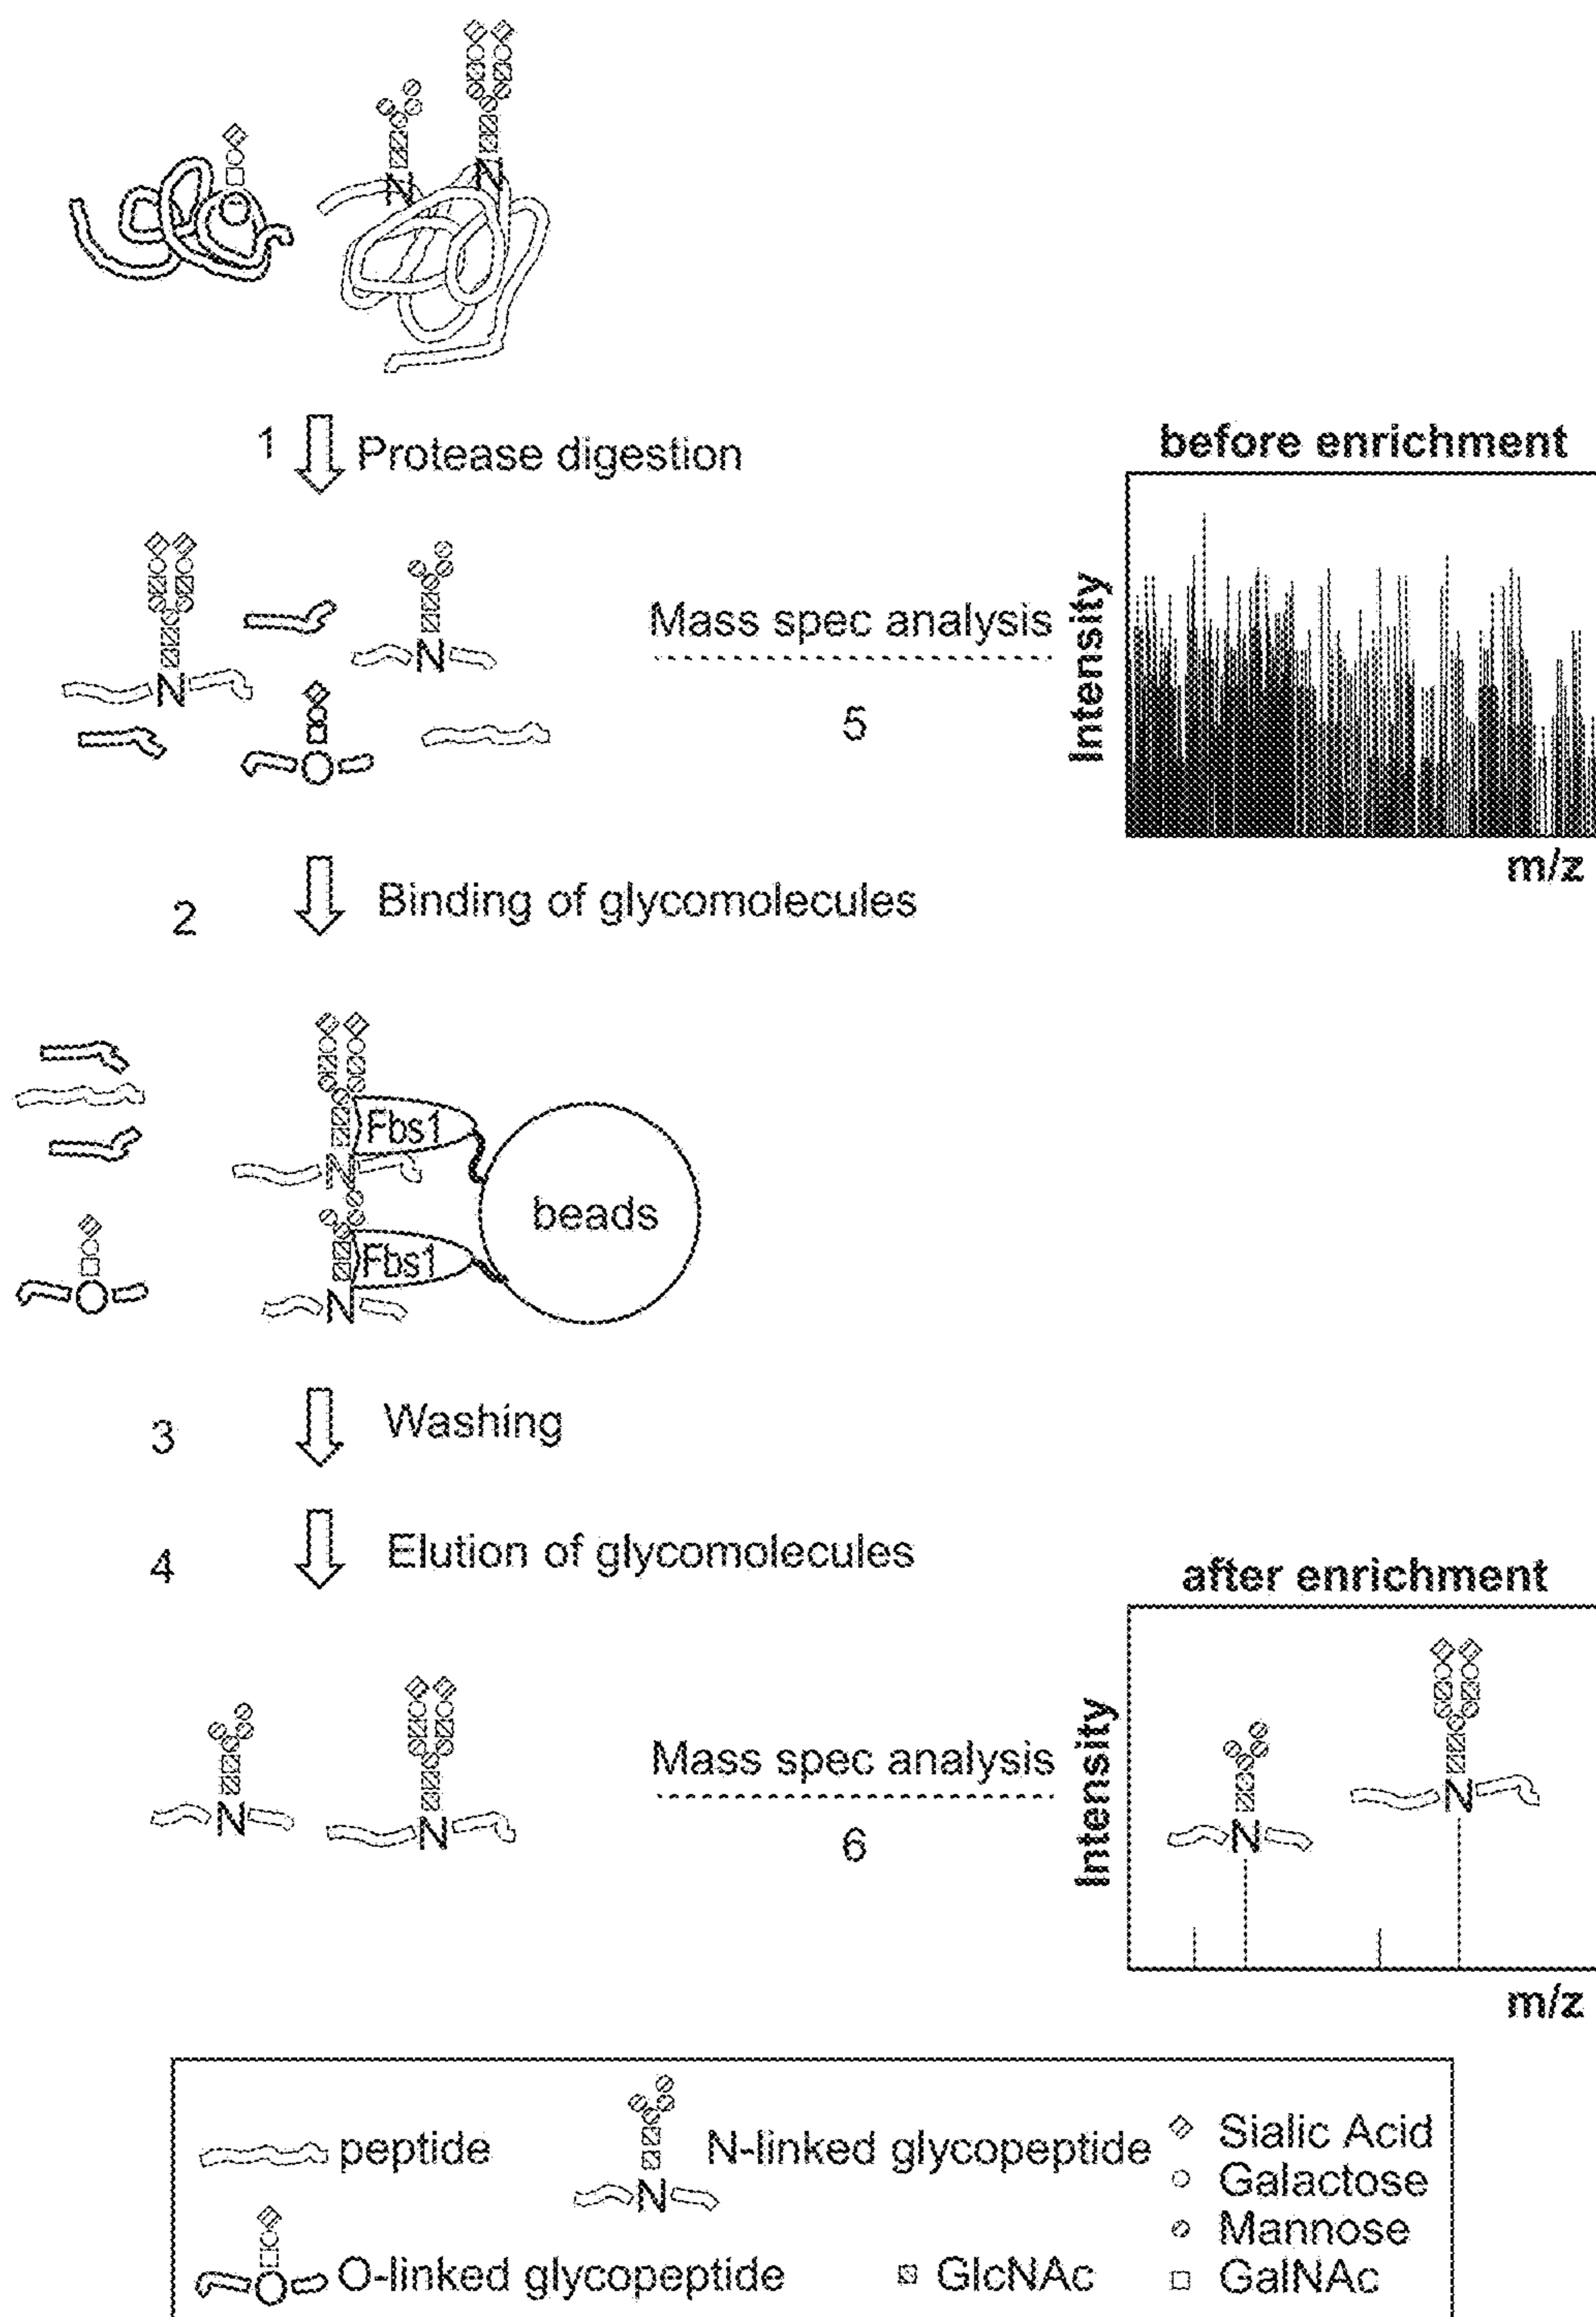 N
N
1
Protease digestion
before enrichment
Intensity
m/z
N
N
Mass spec analysis
5
2
Binding of glycomolecules
Fbs1
N
beads
Fbs1
N
3
Washing
4
Elution of glycomolecules
after enrichment
Intensity
N
N
m/z
N
N
Mass spec analysis
6
peptide
N
N-linked glycopeptide
Sialic Acid
Galactose
Mannose
O-linked glycopeptide
GlcNAc
GalNAc